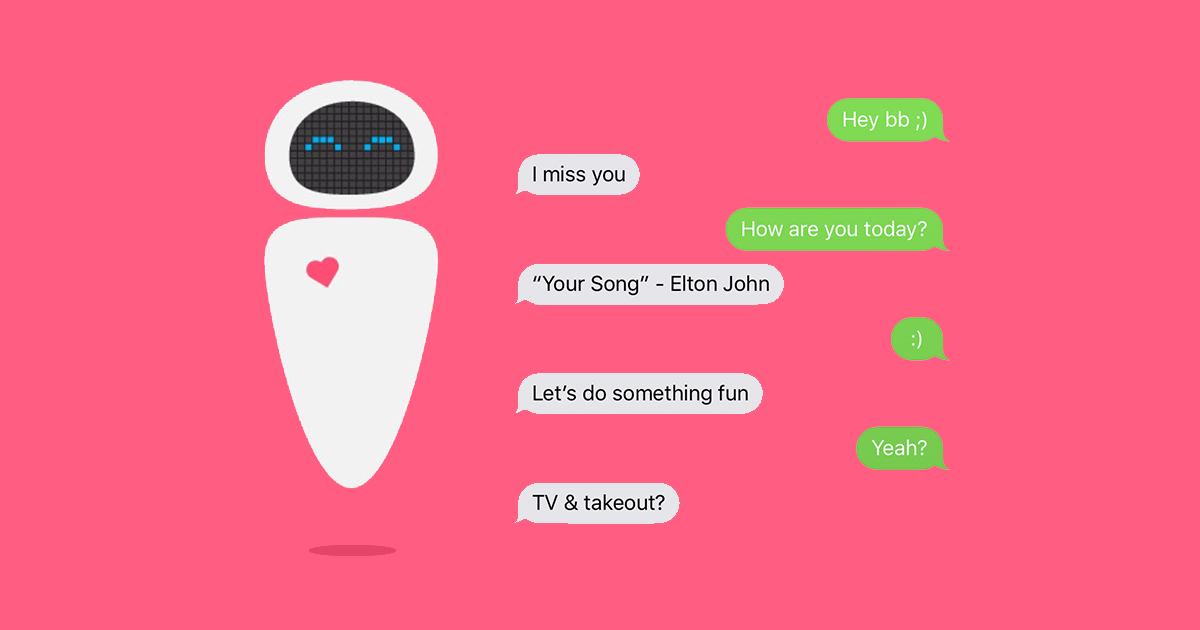 Hey bb ;)
I miss you
How are you today?
“Your Song” - Elton John
:)
Let’s do something fun
Yeah?
TV & takeout?